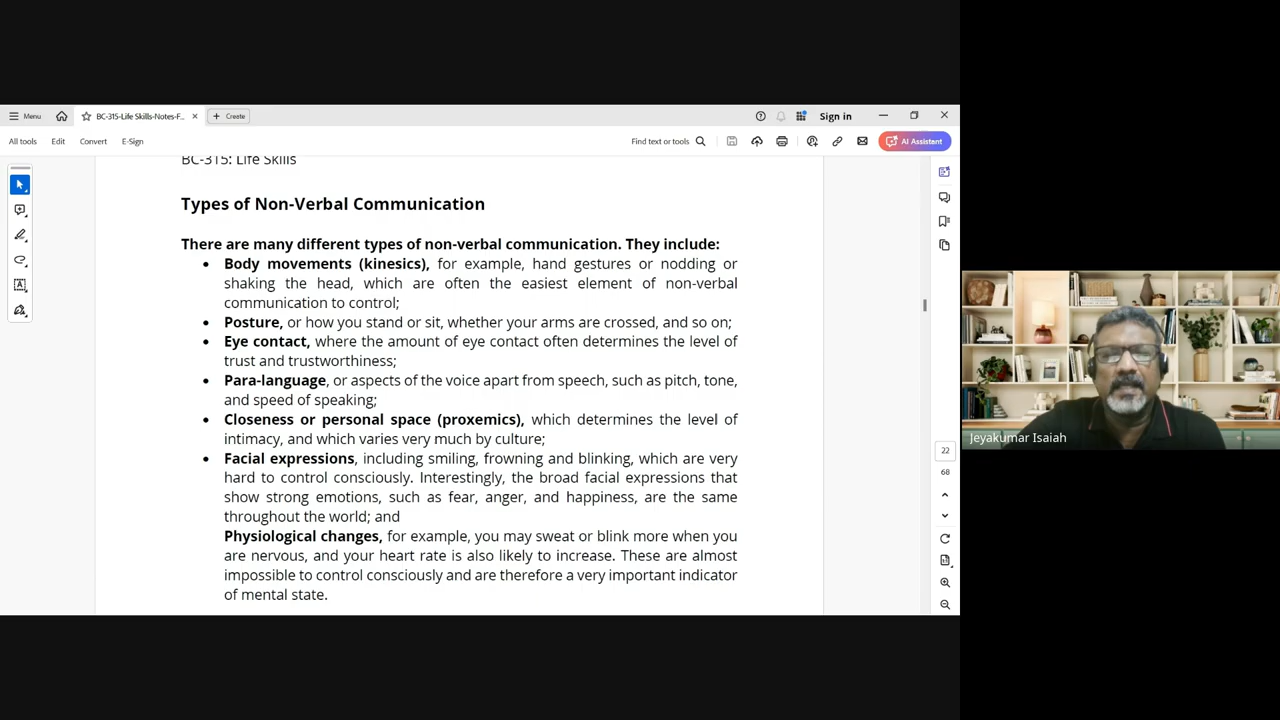 Menu
BC-315-Life Skills-Notes-F...
Create
Sign in
All tools
Edit
Convert
E-Sign
Find text or tools
AI Assistant
BC-315: Life Skills
Types of Non-Verbal Communication
There are many different types of non-verbal communication. They include:
• Body movements (kinesics), for example, hand gestures or nodding or
shaking the head, which are often the easiest element of non-verbal
communication to control;
• Posture, or how you stand or sit, whether your arms are crossed, and so on;
• Eye contact, where the amount of eye contact often determines the level of
trust and trustworthiness;
• Para-language, or aspects of the voice apart from speech, such as pitch, tone,
and speed of speaking;
• Closeness or personal space (proxemics), which determines the level of
intimacy, and which varies very much by culture;
• Facial expressions, including smiling, frowning and blinking, which are very
hard to control consciously. Interestingly, the broad facial expressions that
show strong emotions, such as fear, anger, and happiness, are the same
throughout the world; and
Physiological changes, for example, you may sweat or blink more when you
are nervous, and your heart rate is also likely to increase. These are almost
impossible to control consciously and are therefore a very important indicator
of mental state.
22
68
Jeyakumar Isaiah